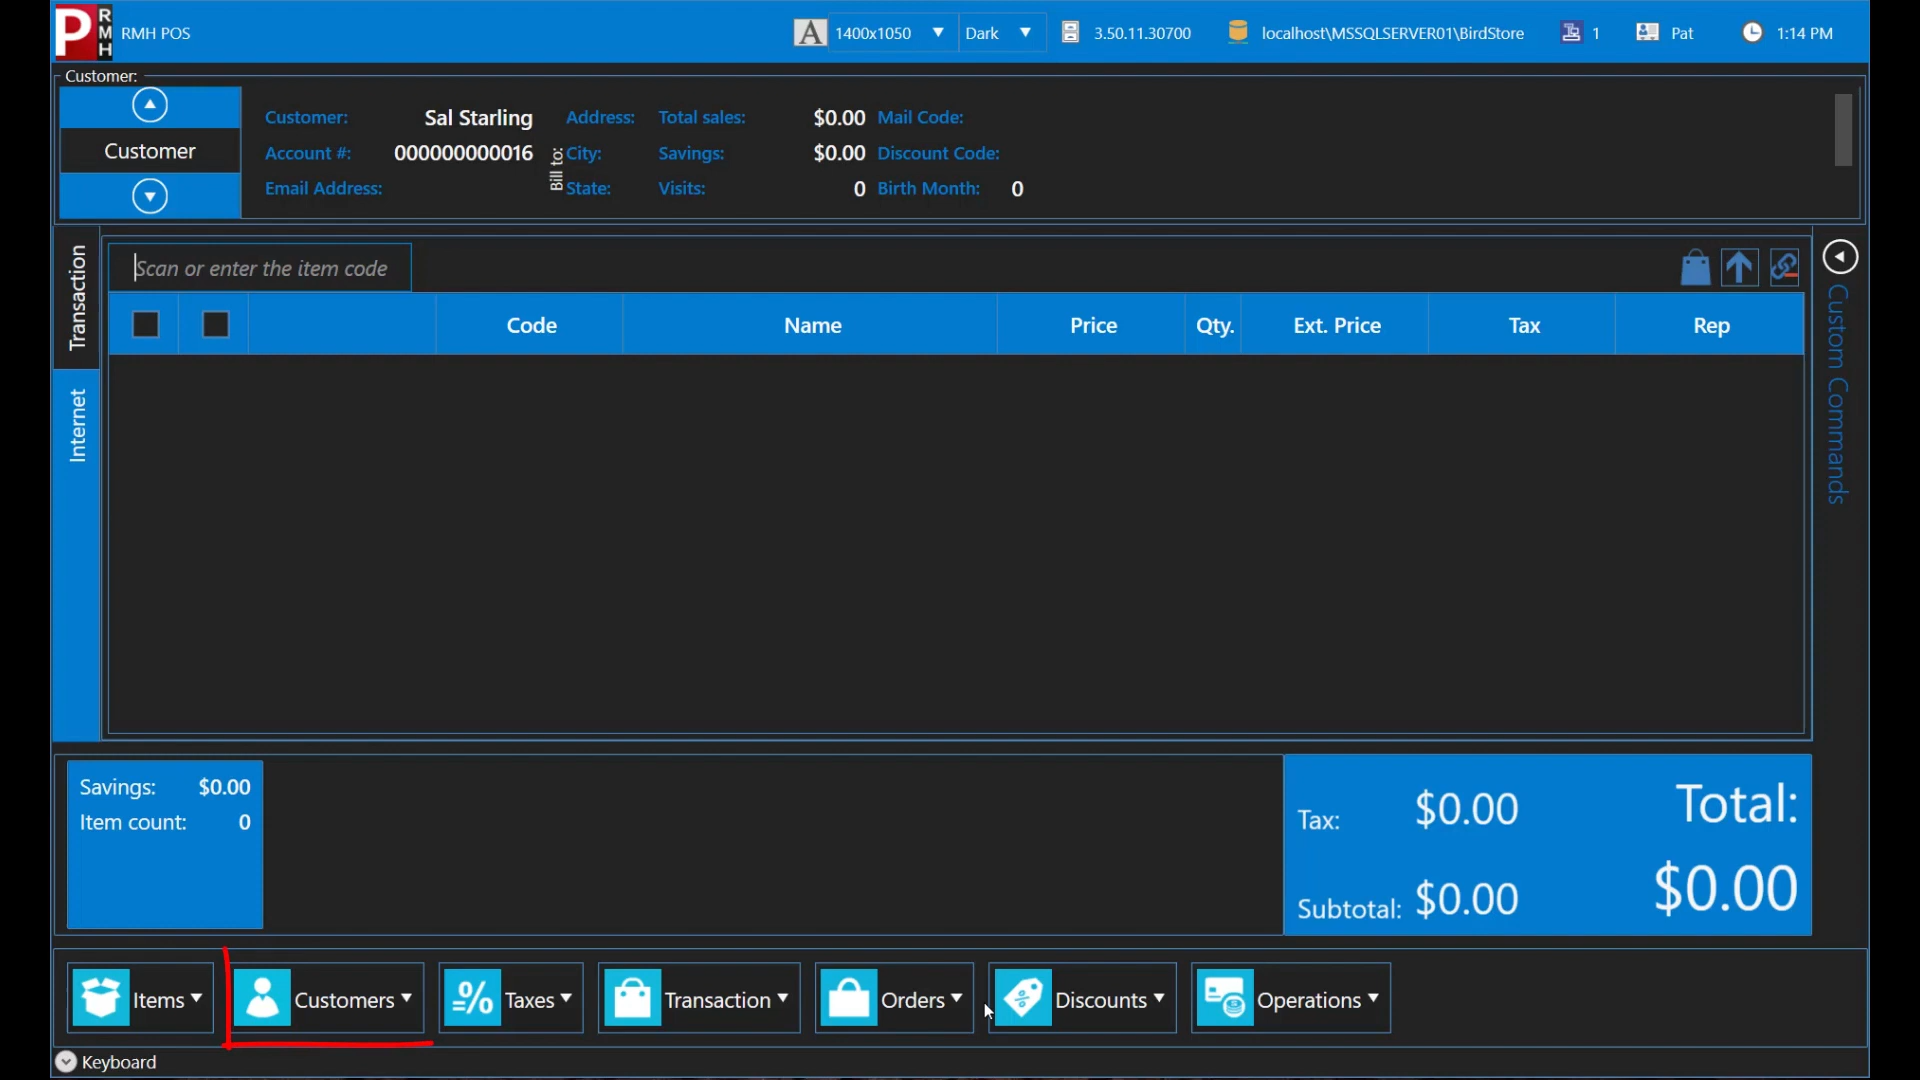 P RMH RMH POS A 1400x1050 Dark 3.50.11.30700 localhost\MSSQLSERVER01\BirdStore 1 Pat 1:14 PM
Customer:
Customer
Customer: Sal Starling Address: Total sales: $0.00 Mail Code:
Account #: 000000000016 City: Savings: $0.00 Discount Code:
Email Address: State: Visits: 0 Birth Month: 0
Bill to:
Transaction
Internet
Scan or enter the item code
Code Name Price Qty. Ext. Price Tax Rep
Custom Commands
Savings: $0.00
Item count: 0
Tax: $0.00 Total:
Subtotal: $0.00 $0.00
Items Customers Taxes Transaction Orders Discounts Operations
Keyboard